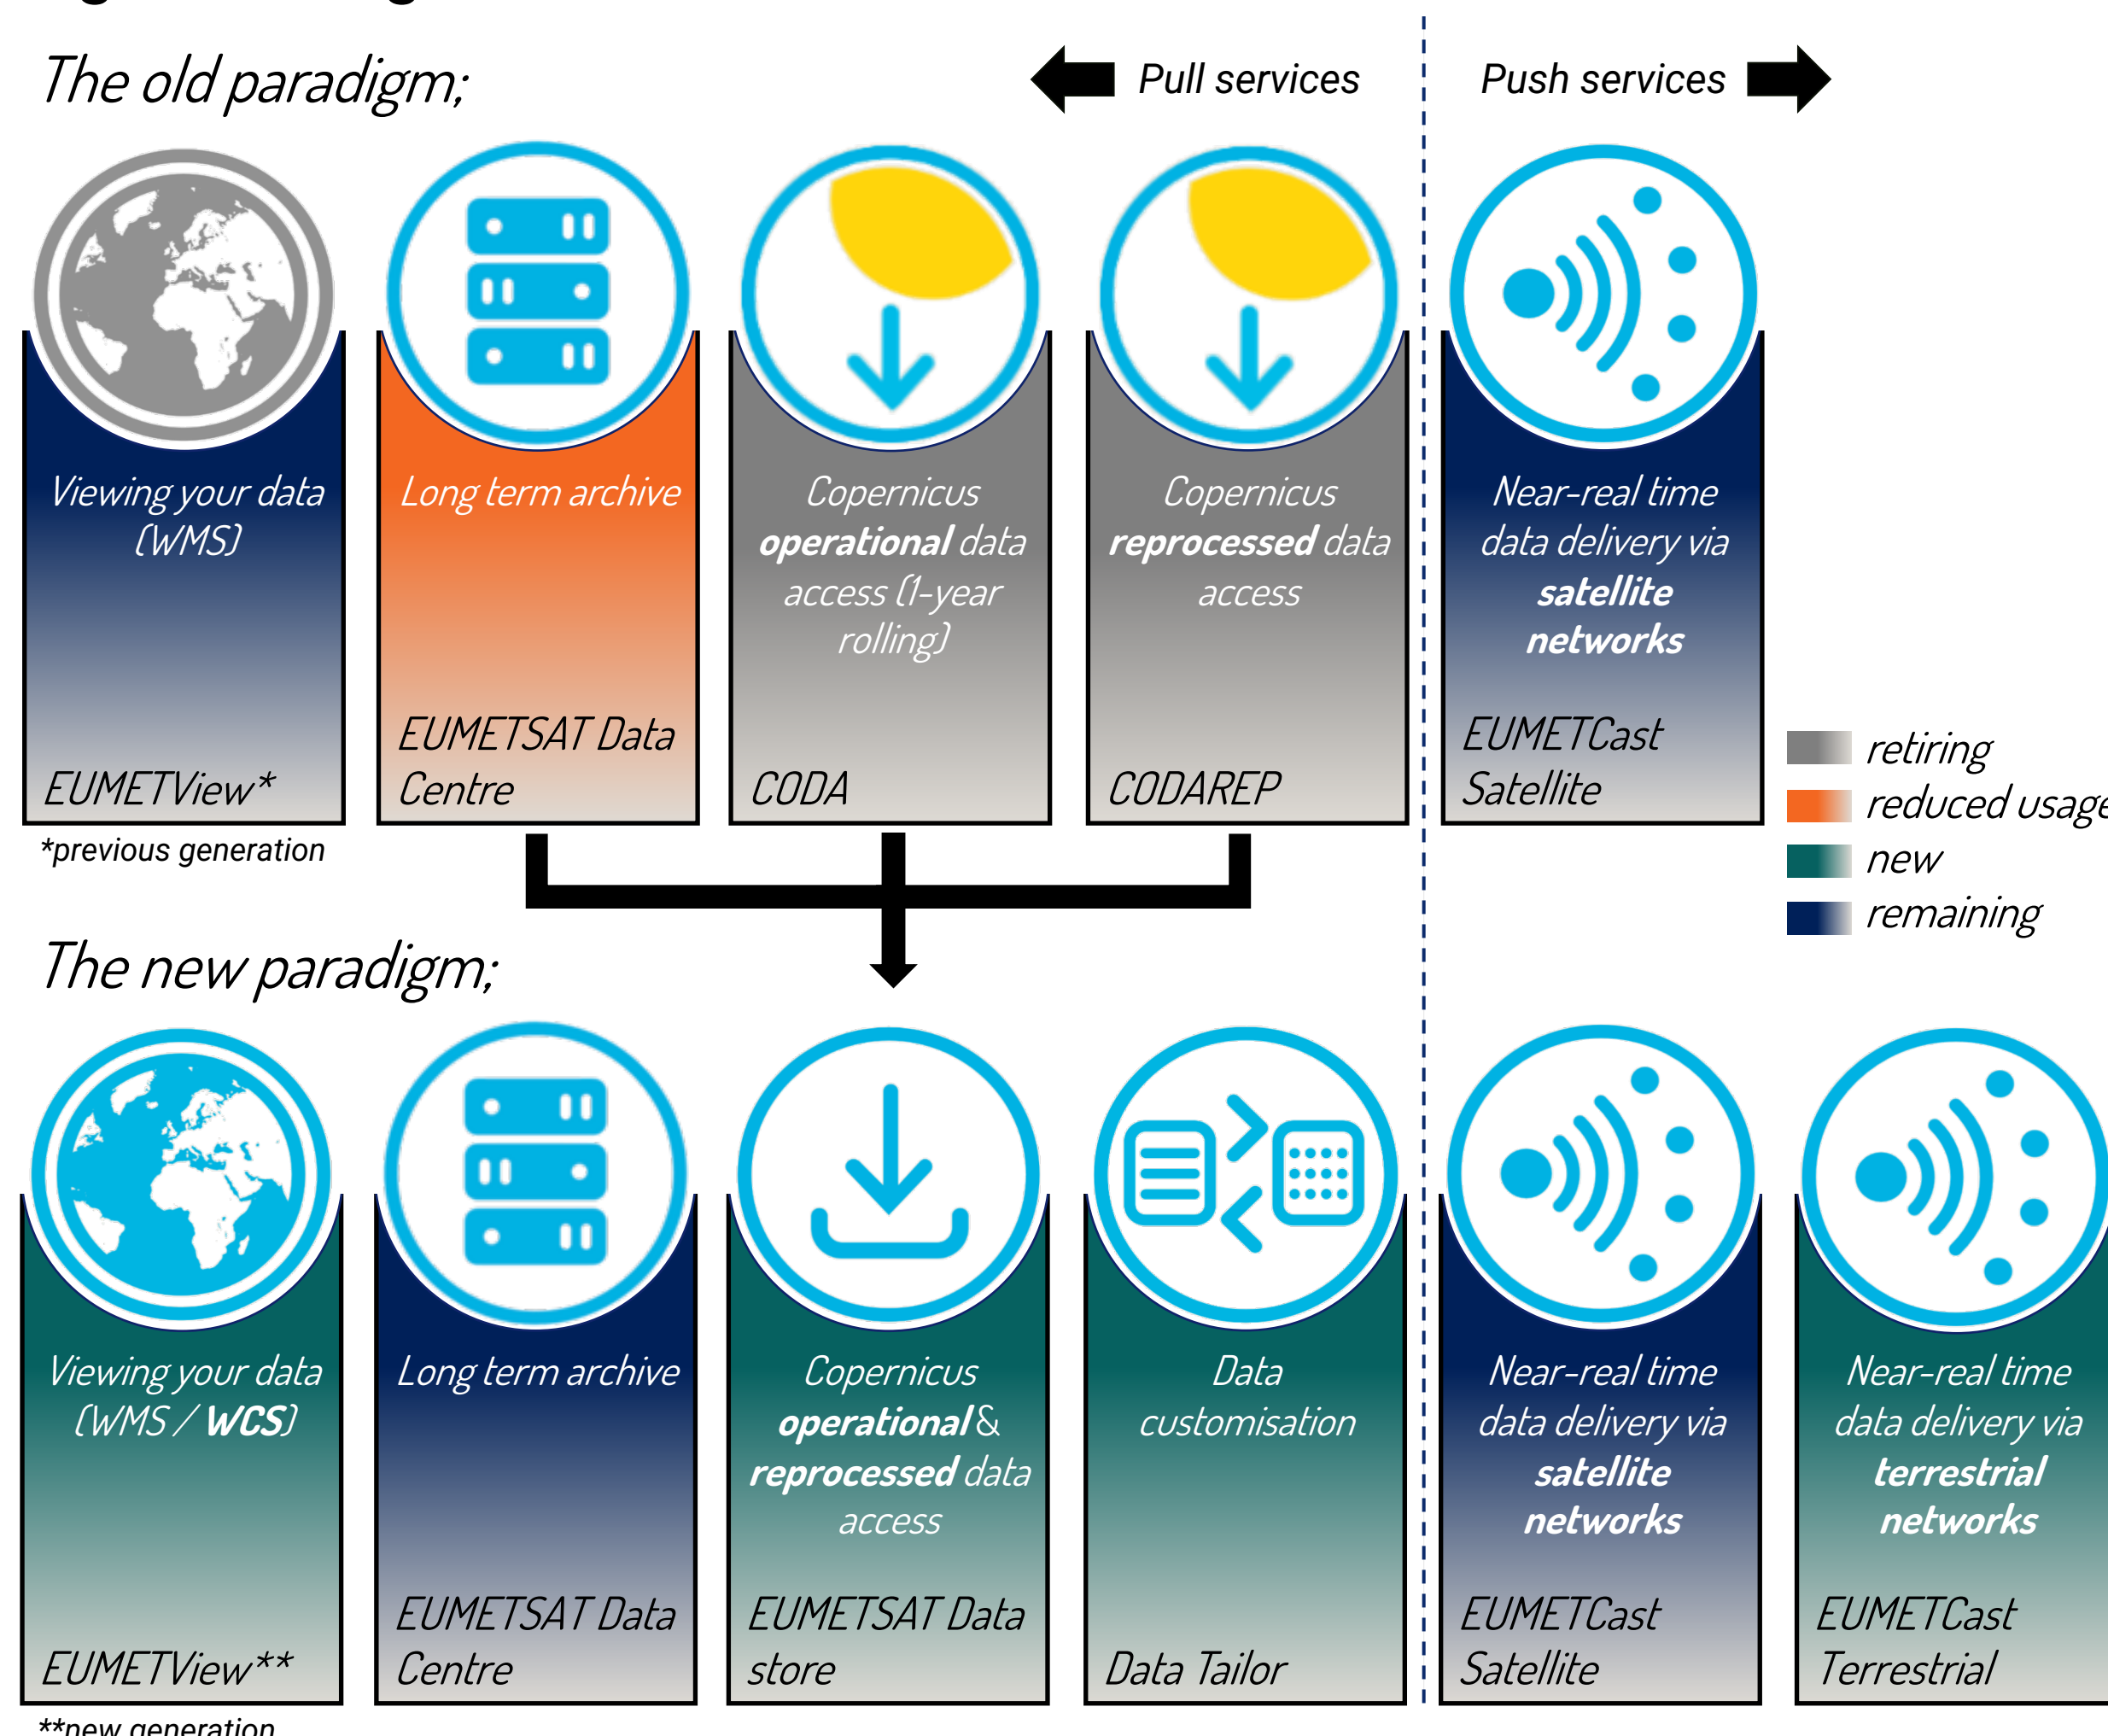 The old paradigm;
Pull services
Push services
Viewing your data
(WMS)
EUMETView*
*previous generation
Long term archive
EUMETSAT Data
Centre
Copernicus
operational data
access (1-year
rolling)
CODA
Copernicus
reprocessed data
access
CODAREP
Near-real time
data delivery via
satellite
networks
EUMETCast
Satellite
retiring
reduced usage
new
remaining
The new paradigm;
Viewing your data
(WMS / WCS)
EUMETView**
**new generation
Long term archive
EUMETSAT Data
Centre
Copernicus
operational &
reprocessed data
access
EUMETSAT Data
store
Data
customisation
Data Tailor
Near-real time
data delivery via
satellite
networks
EUMETCast
Satellite
Near-real time
data delivery via
terrestrial
networks
EUMETCast
Terrestrial